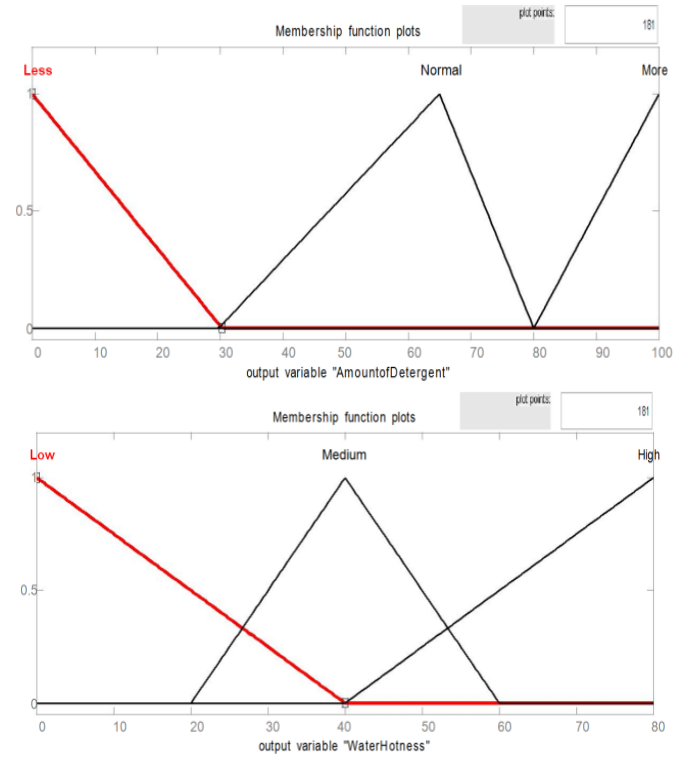 plot points:
181
Membership function plots
Less Normal More
1
0.5
0
0 10 20 30 40 50 60 70 80 90 100
output variable "AmountofDetergent"
plot points:
181
Membership function plots
Low Medium High
1
0.5
0
0 10 20 30 40 50 60 70 80
output variable "WaterHotness"